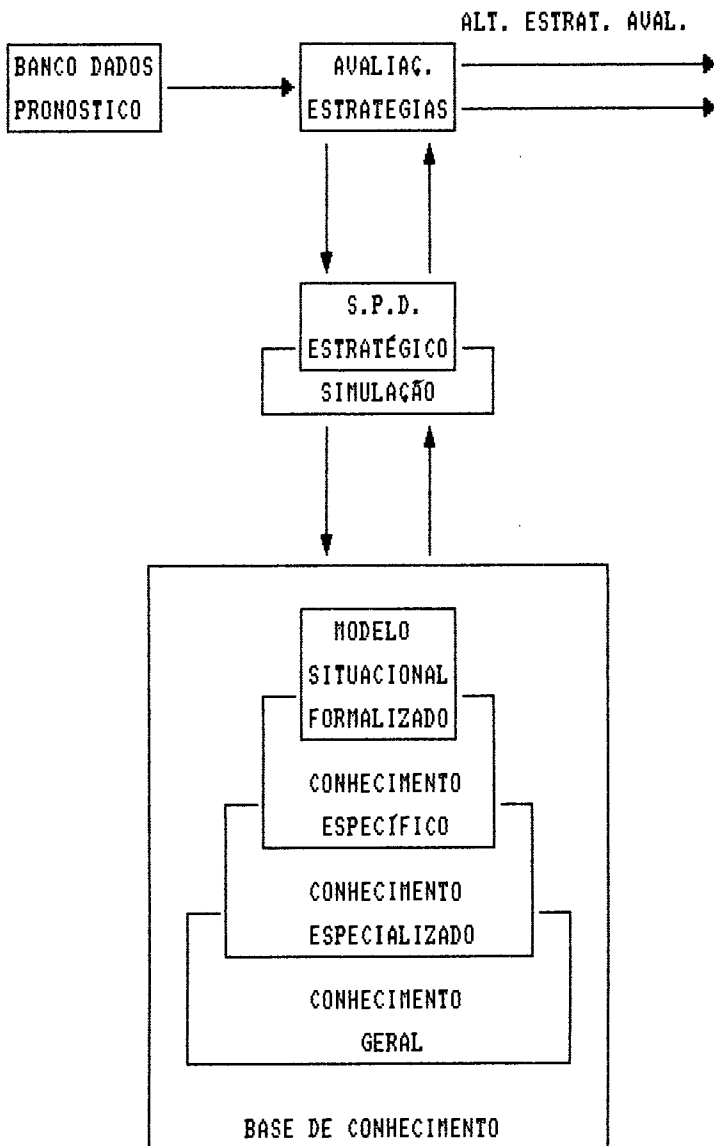 ALT. ESTRAT. AVAL.
BANCO DADOS
PRONOSTICO
AVALIAÇ.
ESTRATEGIAS
S.P.D.
ESTRATÉGICO
SIMULAÇÃO
MODELO
SITUACIONAL
FORMALIZADO
CONHECIMENTO
ESPECÍFICO
CONHECIMENTO
ESPECIALIZADO
CONHECIMENTO
GERAL
BASE DE CONHECIMENTO